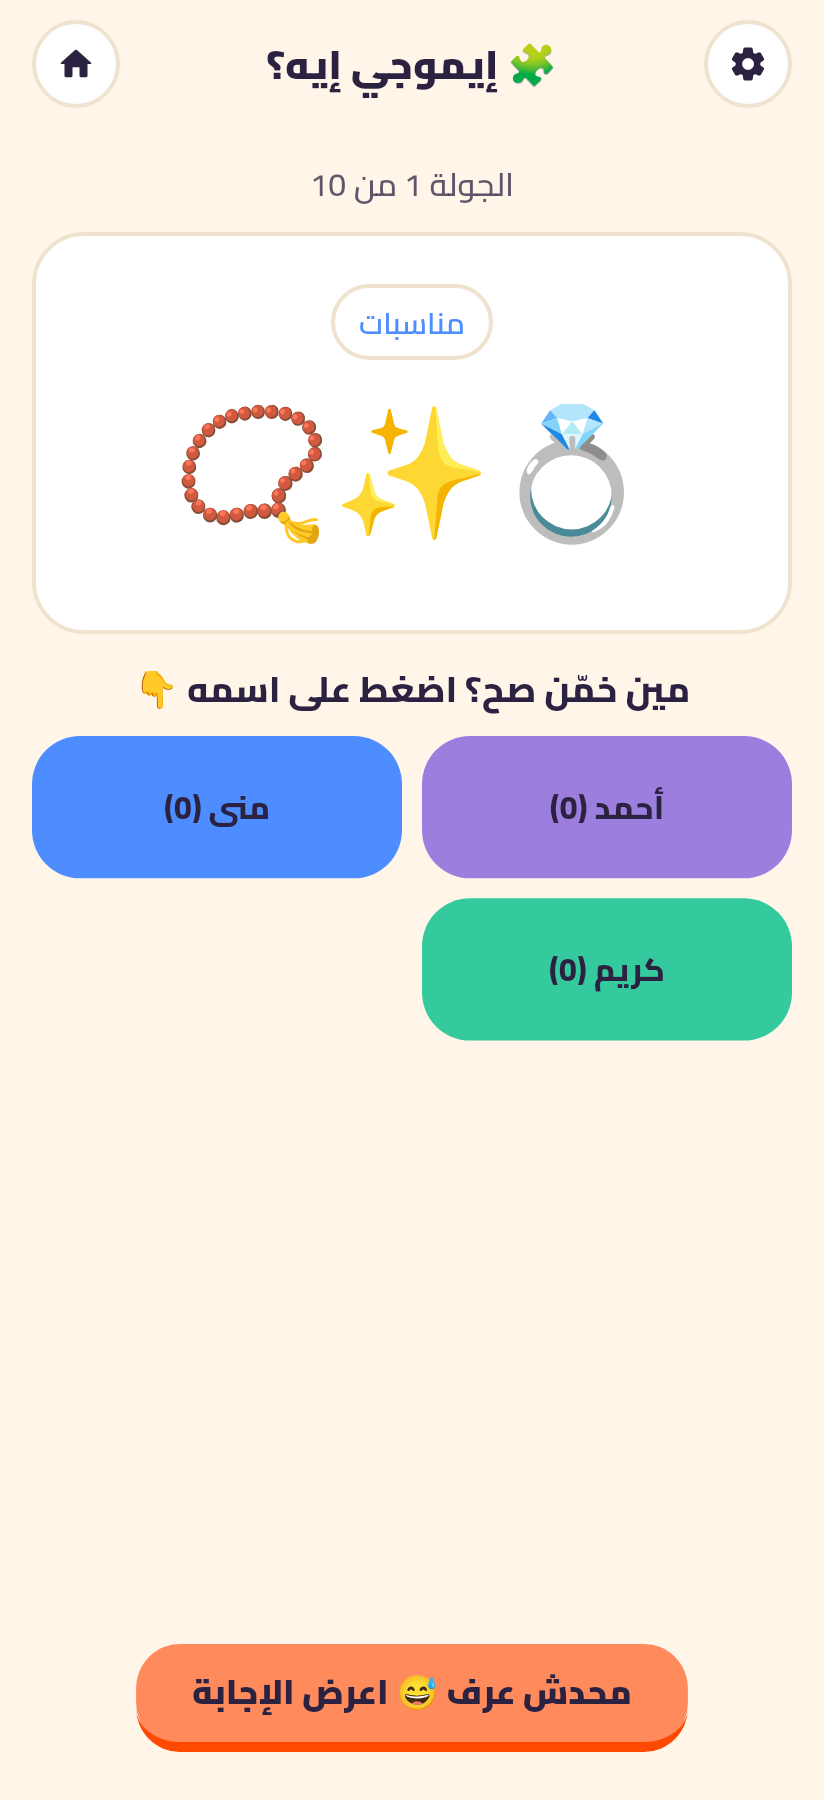 🧩 إيموجي إيه؟
الجولة 1 من 10
مناسبات
💍✨📿
مين خمّن صح؟ اضغط على اسمه 👇
أحمد (0)
منى (0)
كريم (0)
محدش عرف 😅 اعرض الإجابة